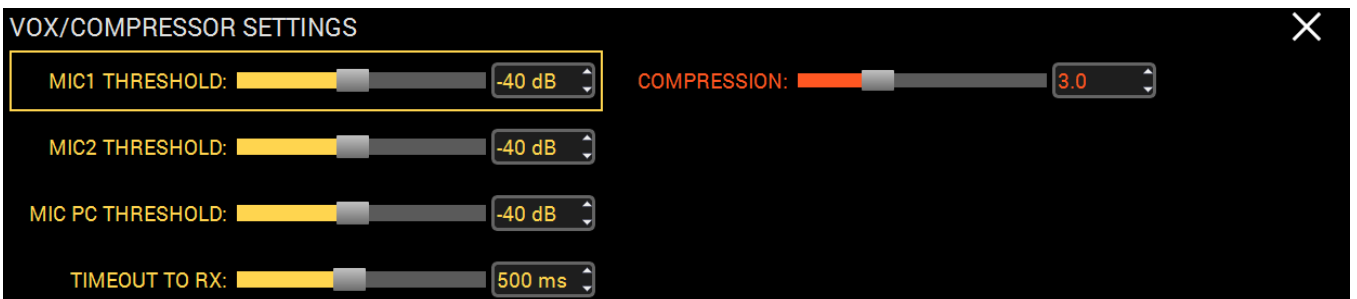 VOX/COMPRESSOR SETTINGS
MIC1 THRESHOLD: -40 dB COMPRESSION: 3.0
MIC2 THRESHOLD: -40 dB
MIC PC THRESHOLD: -40 dB
TIMEOUT TO RX: 500 ms